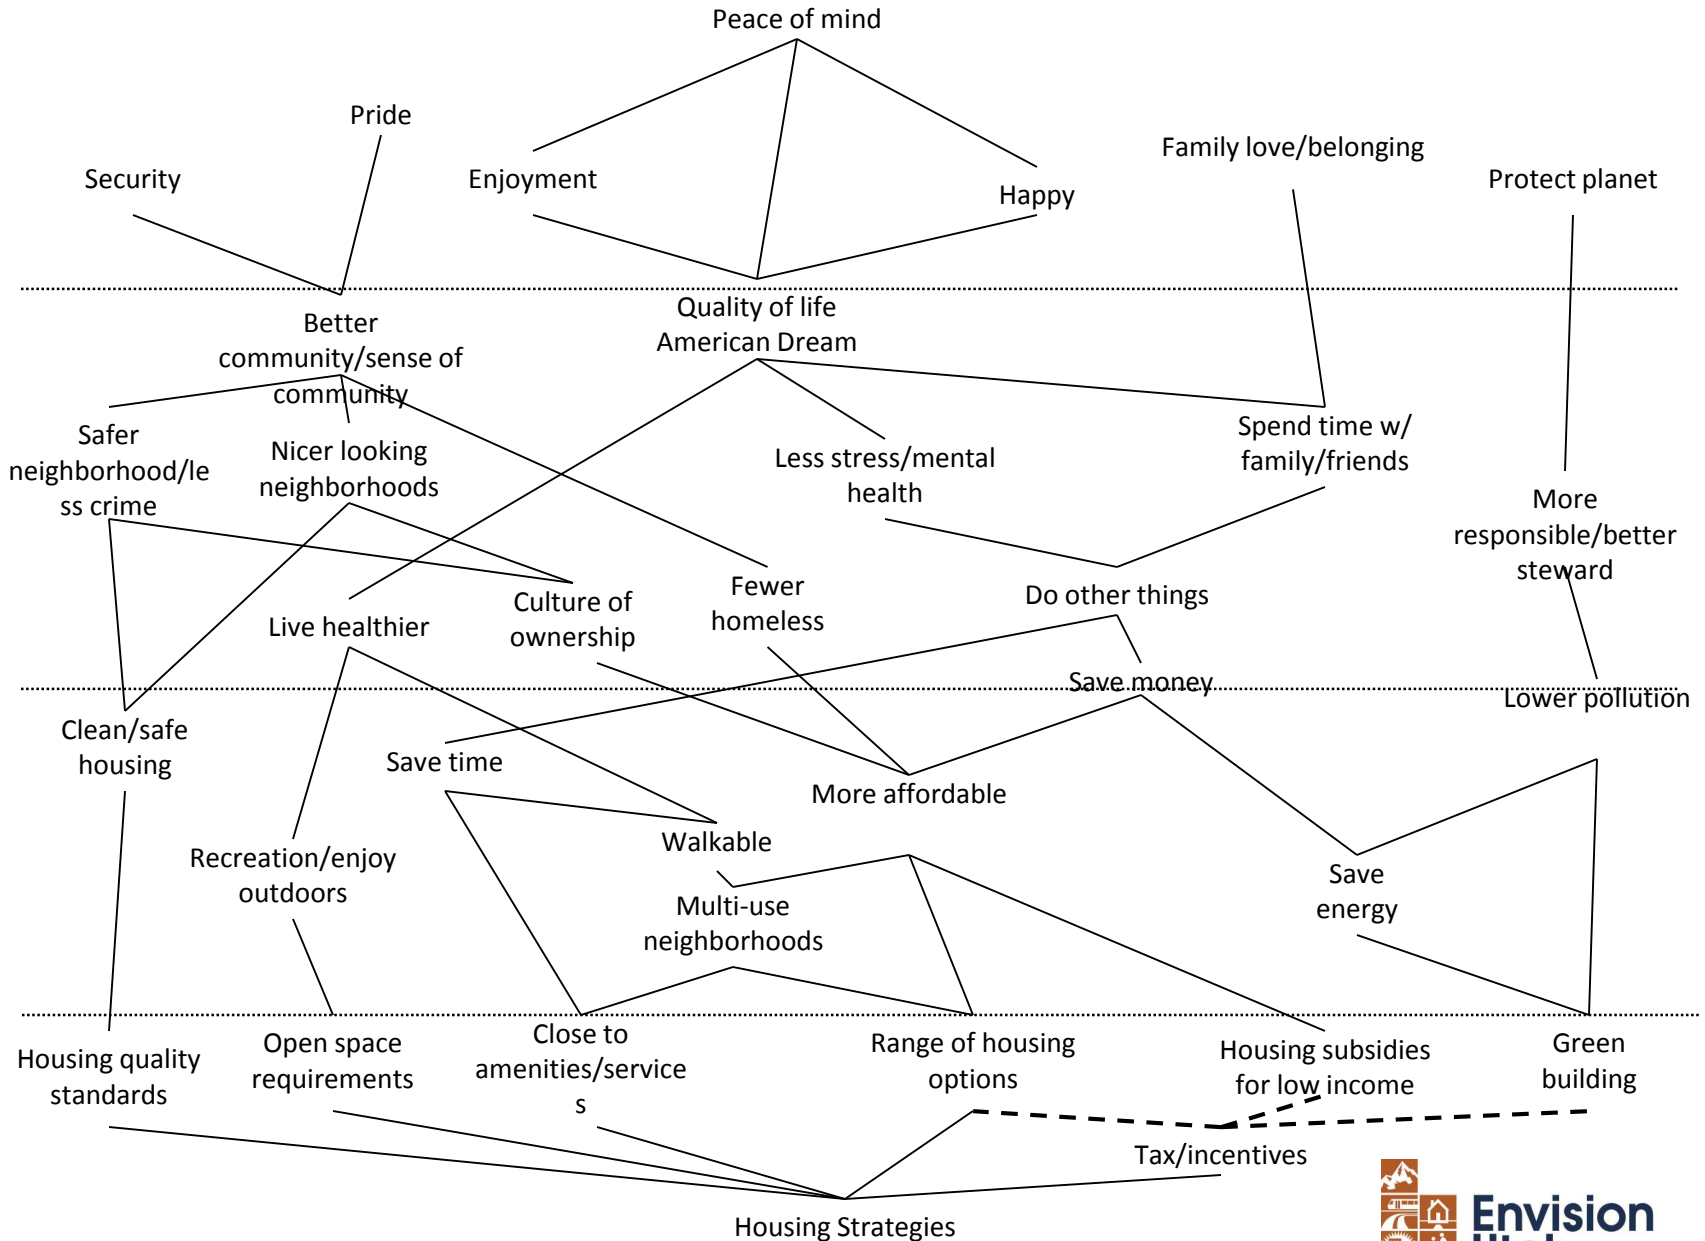 Peace of mind
Pride
Family love/belonging
Security
Enjoyment
Happy
Protect planet
Better
community/sense of
community
Quality of life
American Dream
Safer
neighborhood/le
ss crime
Nicer looking
neighborhoods
Less stress/mental
health
Spend time w/
family/friends
More
responsible/better
steward
Live healthier
Culture of
ownership
Fewer
homeless
Do other things
Save money
Lower pollution
Clean/safe
housing
Save time
More affordable
Recreation/enjoy
outdoors
Walkable
Multi-use
neighborhoods
Save
energy
Housing quality
standards
Open space
requirements
Close to
amenities/service
s
Range of housing
options
Housing subsidies
for low income
Green
building
Tax/incentives
Housing Strategies
Envision